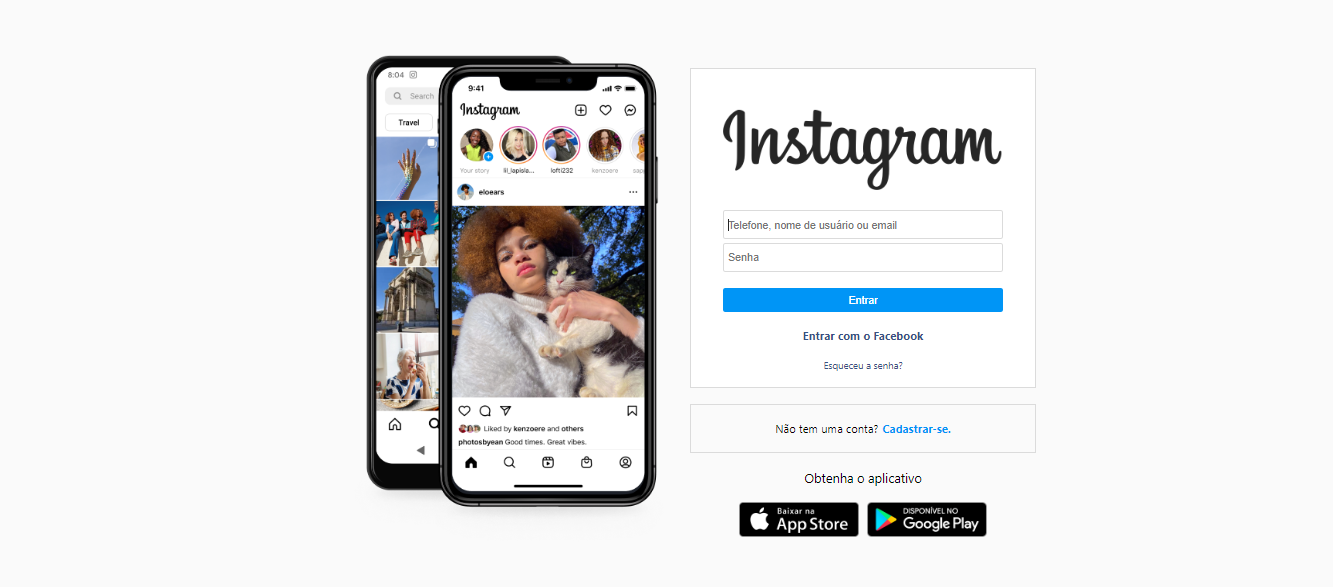 8:04
Search
Travel
9:41
Instagram
Your story
lil_lapisla...
lofti232
kenzoere
sapa
eloears
Liked by kenzoere and others
photosbyean Good times. Great vibes.
Instagram
Telefone, nome de usuário ou email
Senha
Entrar
Entrar com o Facebook
Esqueceu a senha?
Não tem uma conta? Cadastrar-se.
Obtenha o aplicativo
Baixar na
App Store
DISPONÍVEL NO
Google Play